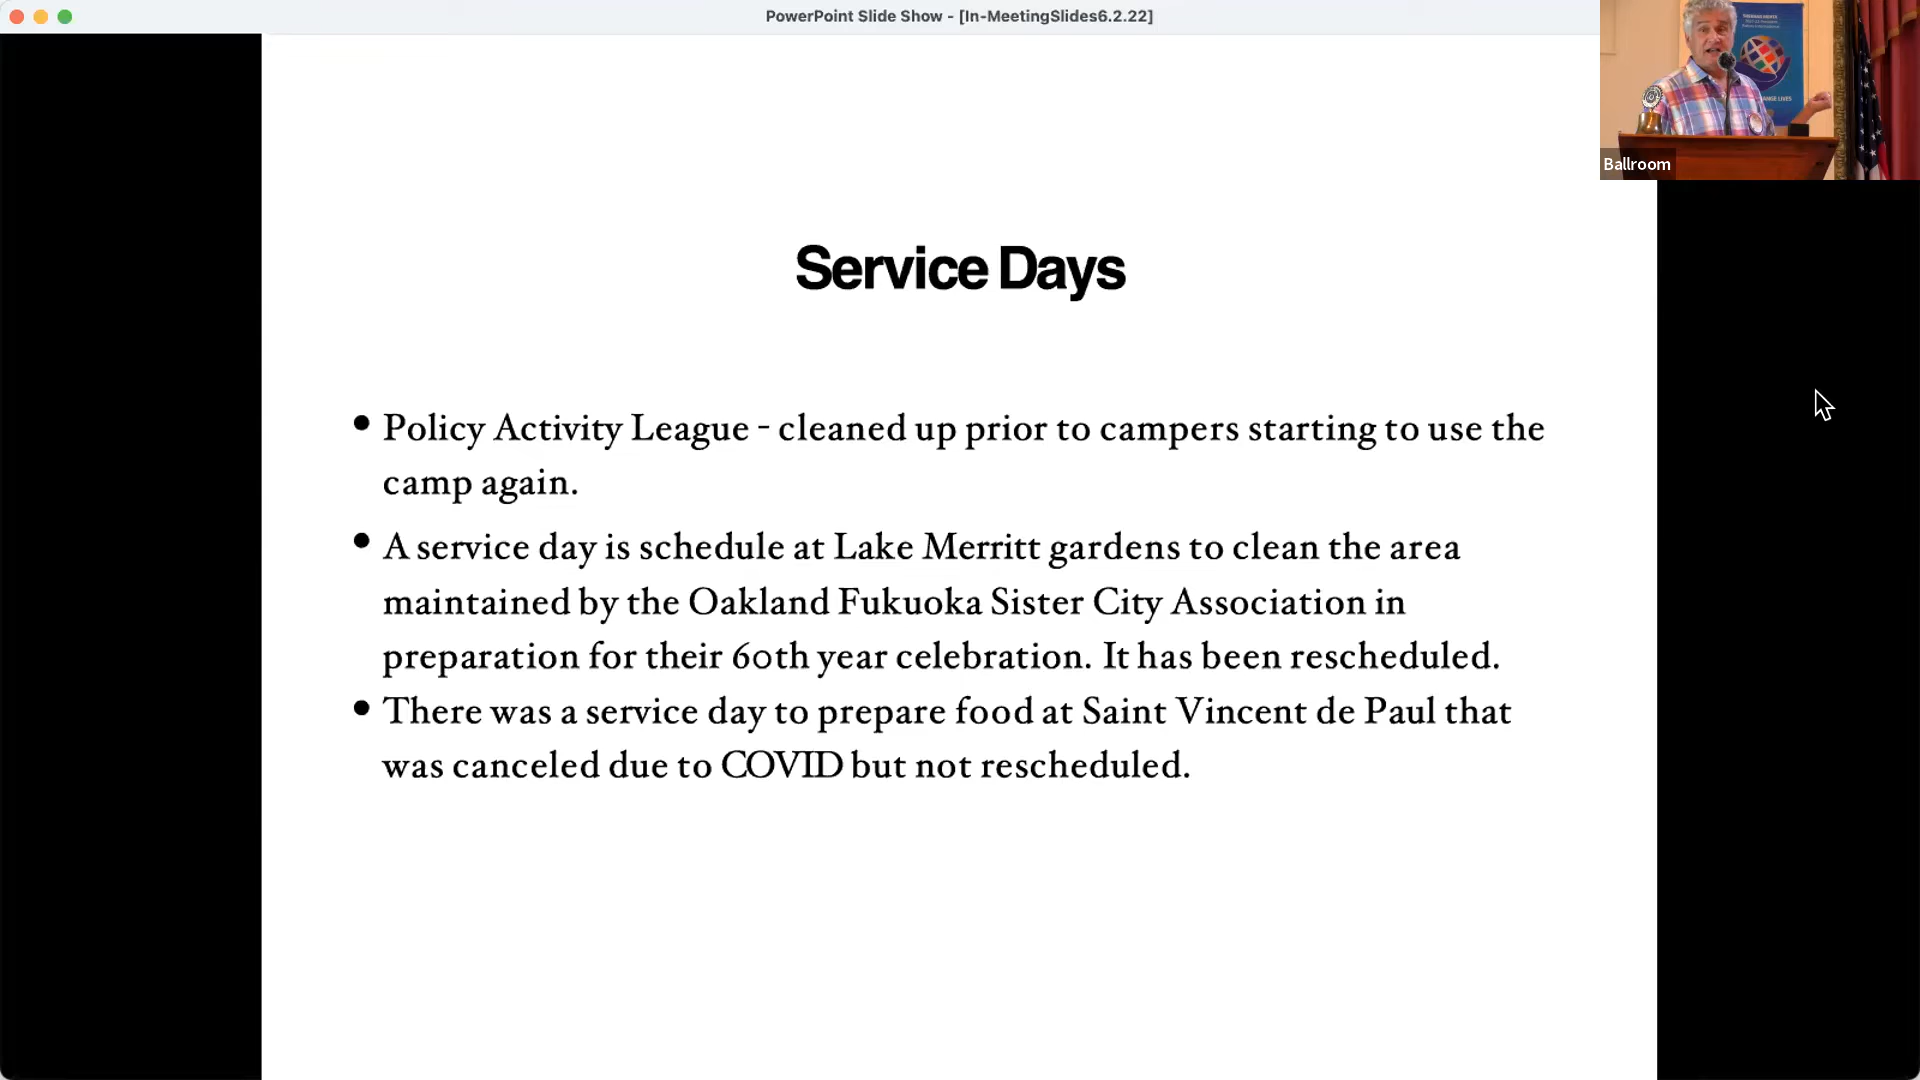 PowerPoint Slide Show - [In-MeetingSlides6.2.22]
Ballroom
Service Days
• Policy Activity League - cleaned up prior to campers starting to use the
camp again.
• A service day is schedule at Lake Merritt gardens to clean the area
maintained by the Oakland Fukuoka Sister City Association in
preparation for their 60th year celebration. It has been rescheduled.
• There was a service day to prepare food at Saint Vincent de Paul that
was canceled due to COVID but not rescheduled.